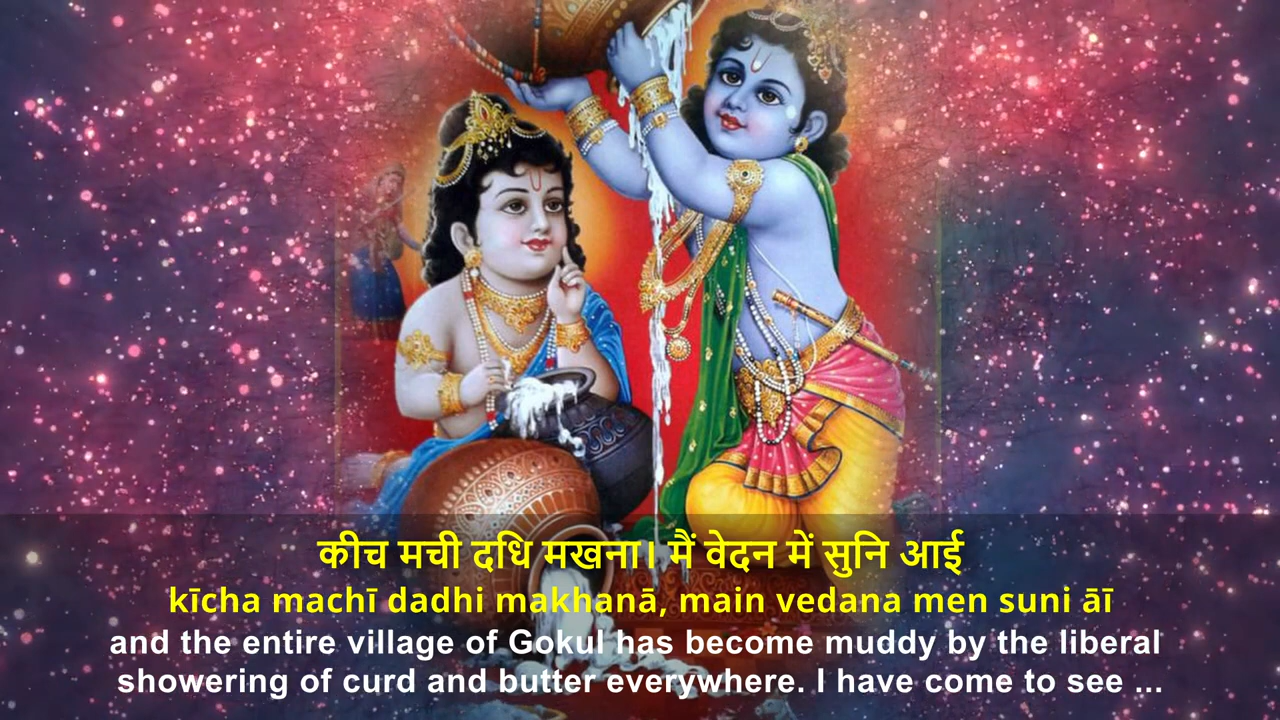 कीच मची दधि मखना। मैं वेदन में सुनि आई
kīcha machī dadhi makhanā, main vedana men suni āī
and the entire village of Gokul has become muddy by the liberal
showering of curd and butter everywhere. I have come to see ...